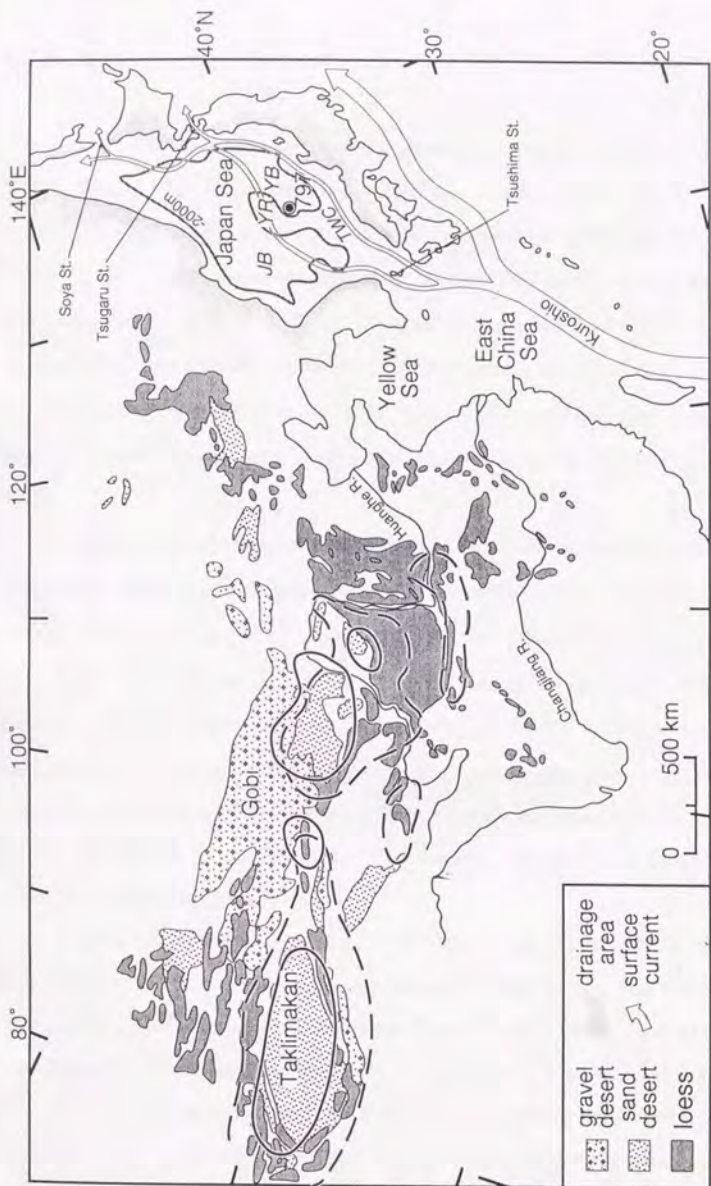 80°
100°
120°
140°E
Soya St.
Tsugaru St.
40°N
2000m
Japan Sea
JB
YR
YB
797
TWC
Gobi
Taklimakan
Huanghe R.
Yellow
Sea
Tsushima St.
30°
East
China
Sea
Kuroshio
Changjiang R.
20°
0 500 km
gravel
desert
sand
desert
loess
drainage
area
surface
current